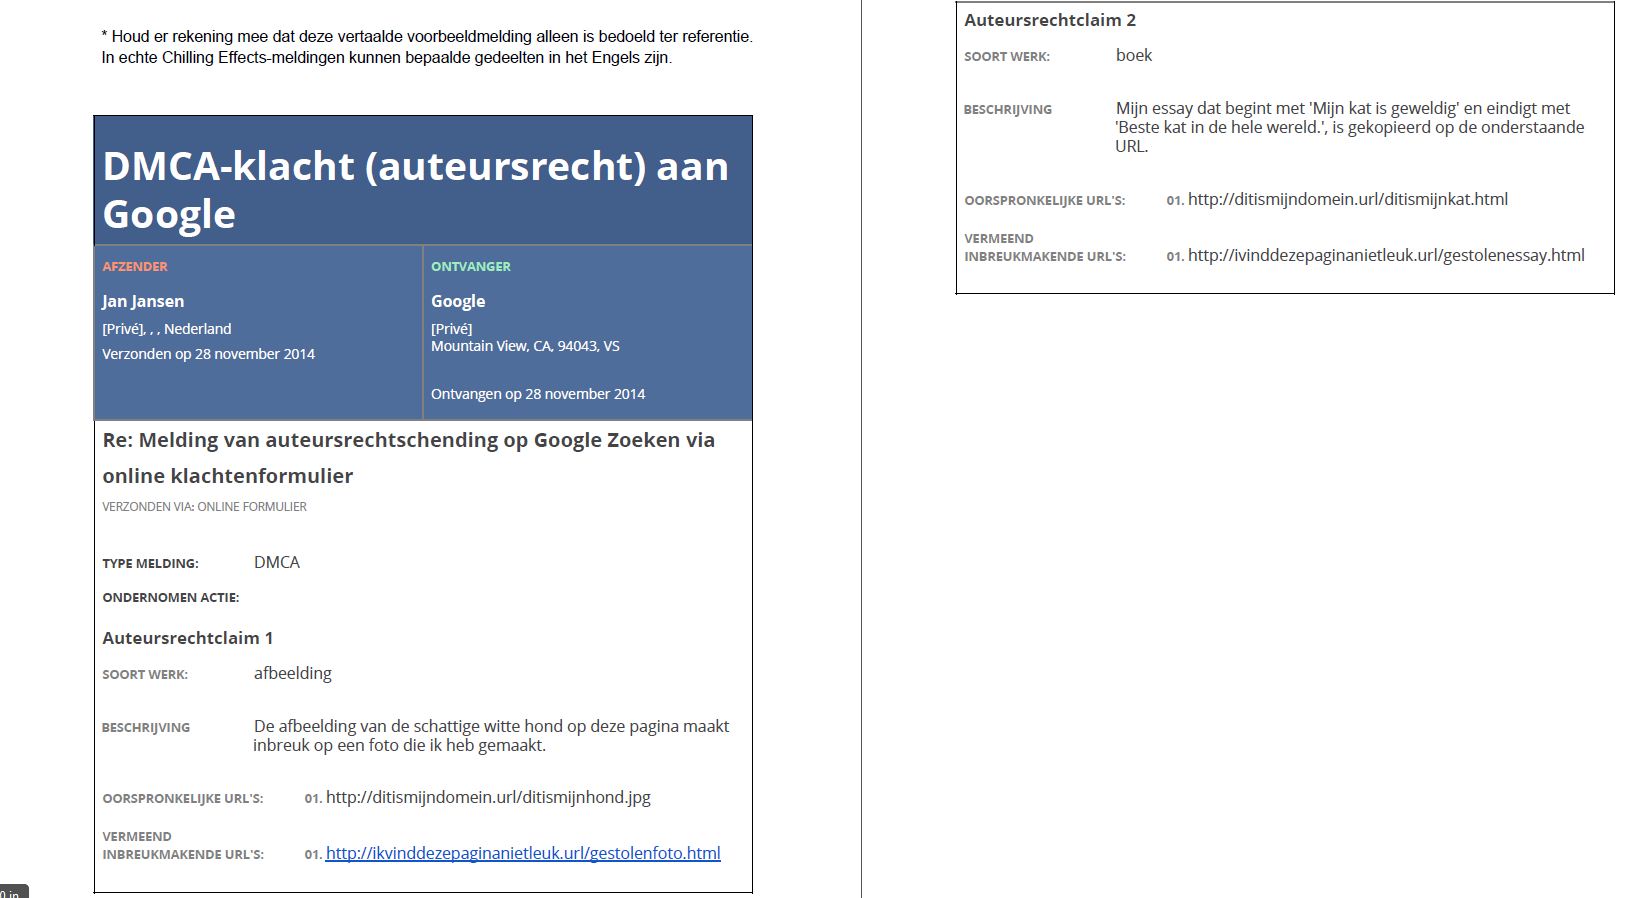 * Houd er rekening mee dat deze vertaalde voorbeeldmelding alleen is bedoeld ter referentie.
In echte Chilling Effects-meldingen kunnen bepaalde gedeelten in het Engels zijn.
DMCA-klacht (auteursrecht) aan
Google
AFZENDER
Jan Jansen
[Privé], , , Nederland
Verzonden op 28 november 2014
ONTVANGER
Google
[Privé]
Mountain View, CA, 94043, VS
Ontvangen op 28 november 2014
Re: Melding van auteursrechtschending op Google Zoeken via
online klachtenformulier
VERZONDEN VIA: ONLINE FORMULIER
TYPE MELDING: DMCA
ONDERNOMEN ACTIE:
Auteursrechtclaim 1
SOORT WERK: afbeelding
BESCHRIJVING De afbeelding van de schattige witte hond op deze pagina maakt
inbreuk op een foto die ik heb gemaakt.
OORSPRONKELIJKE URL'S: 01. http://ditismijndomein.url/ditismijnhond.jpg
VERMEEND
INBREUKMAKENDE URL'S: 01. http://ikvinddezepaginanietleuk.url/gestolenfoto.html
Auteursrechtclaim 2
SOORT WERK: boek
BESCHRIJVING Mijn essay dat begint met 'Mijn kat is geweldig' en eindigt met
'Beste kat in de hele wereld.', is gekopieerd op de onderstaande
URL.
OORSPRONKELIJKE URL'S: 01. http://ditismijndomein.url/ditismijnkat.html
VERMEEND
INBREUKMAKENDE URL'S: 01. http://ivinddezepaginanietleuk.url/gestolenessay.html